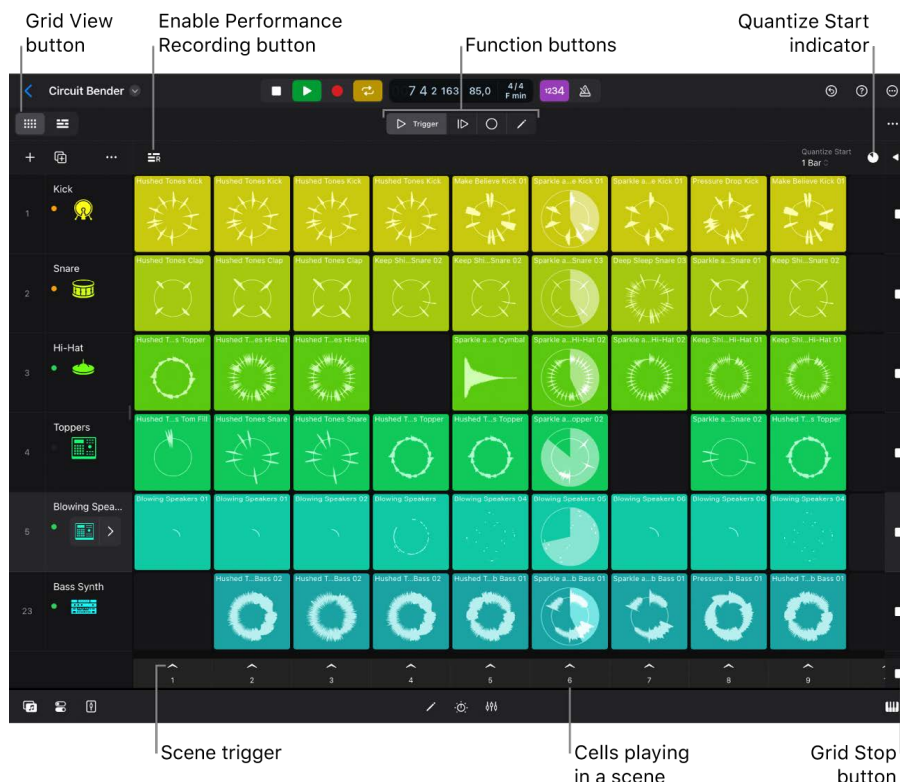 Grid View
button
Enable Performance
Recording button
Function buttons
Quantize Start
indicator
Circuit Bender
7 4 2 163
85,0
4/4
F min
1234
Trigger
Quantize Start
1 Bar
Kick
1
Hushed Tones Kick
Hushed Tones Kick
Hushed Tones Kick
Hushed Tones Kick
Make Believe Kick 01
Sparkle a...e Kick 01
Sparkle a...e Kick 01
Pressure Drop Kick
Make Believe Kick 01
Snare
2
Hushed Tones Clap
Hushed Tones Clap
Hushed Tones Clap
Keep Shi...Snare 02
Keep Shi...Snare 02
Sparkle a...Snare 03
Deep Sleep Snare 03
Sparkle a...Snare 01
Keep Shi...Snare 02
Hi-Hat
3
Hushed T...s Topper
Hushed T...es Hi-Hat
Hushed T...es Hi-Hat
Sparkle a...e Cymbal
Sparkle a...Hi-Hat 02
Sparkle a...Hi-Hat 02
Keep Shi...Hi-Hat 01
Keep Shi...Hi-Hat 01
Toppers
4
Hushed T...s Tom Fill
Hushed Tones Snare
Hushed Tones Snare
Hushed T...s Topper
Hushed T...s Topper
Sparkle a...opper 02
Sparkle a...Snare 02
Hushed T...s Topper
Blowing Spea...
5
Blowing Speakers 01
Blowing Speakers 01
Blowing Speakers 02
Blowing Speakers
Blowing Speakers 04
Blowing Speakers 05
Blowing Speakers 06
Blowing Speakers 06
Blowing Speakers 04
Bass Synth
23
Hushed T...Bass 02
Hushed T...Bass 02
Hushed T...Bass 02
Hushed T...b Bass 01
Sparkle a...b Bass 01
Sparkle a...b Bass 01
Pressure...b Bass 01
Hushed T...b Bass 01
1
2
3
4
5
6
7
8
9
Scene trigger
Cells playing
in a scene
Grid Stop
button